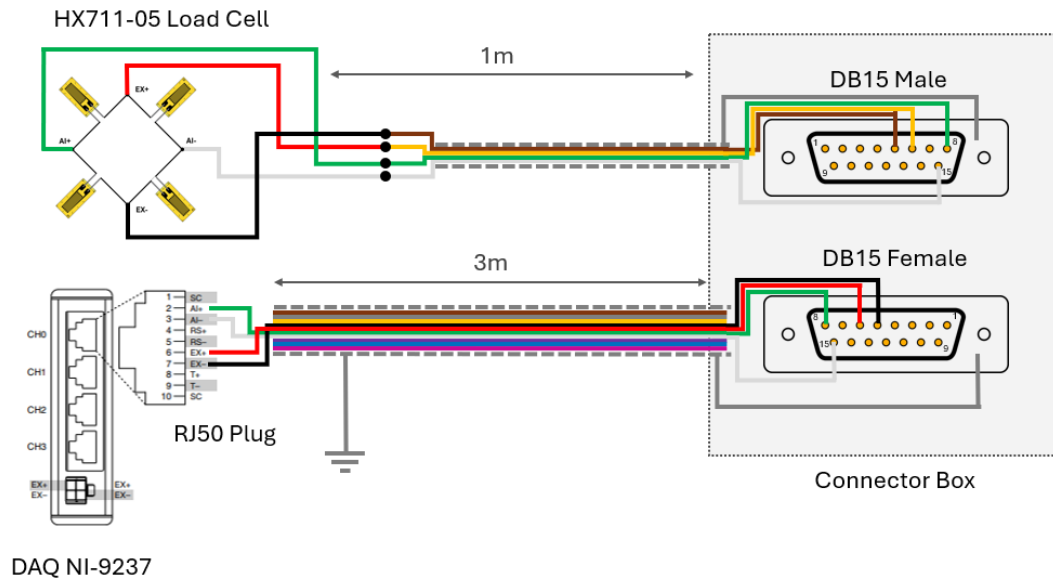 HX711-05 Load Cell
EX+
AI+
AI-
EX-
1m
DB15 Male
1
8
9
15
3m
DB15 Female
8
1
15
9
Connector Box
CH0
CH1
CH2
CH3
EX+
EX−
EX+
EX−
1 SC
2 AI+
3 AI−
4 RS+
5 RS−
6 EX+
7 EX−
8 T+
9 T−
10 SC
RJ50 Plug
DAQ NI-9237